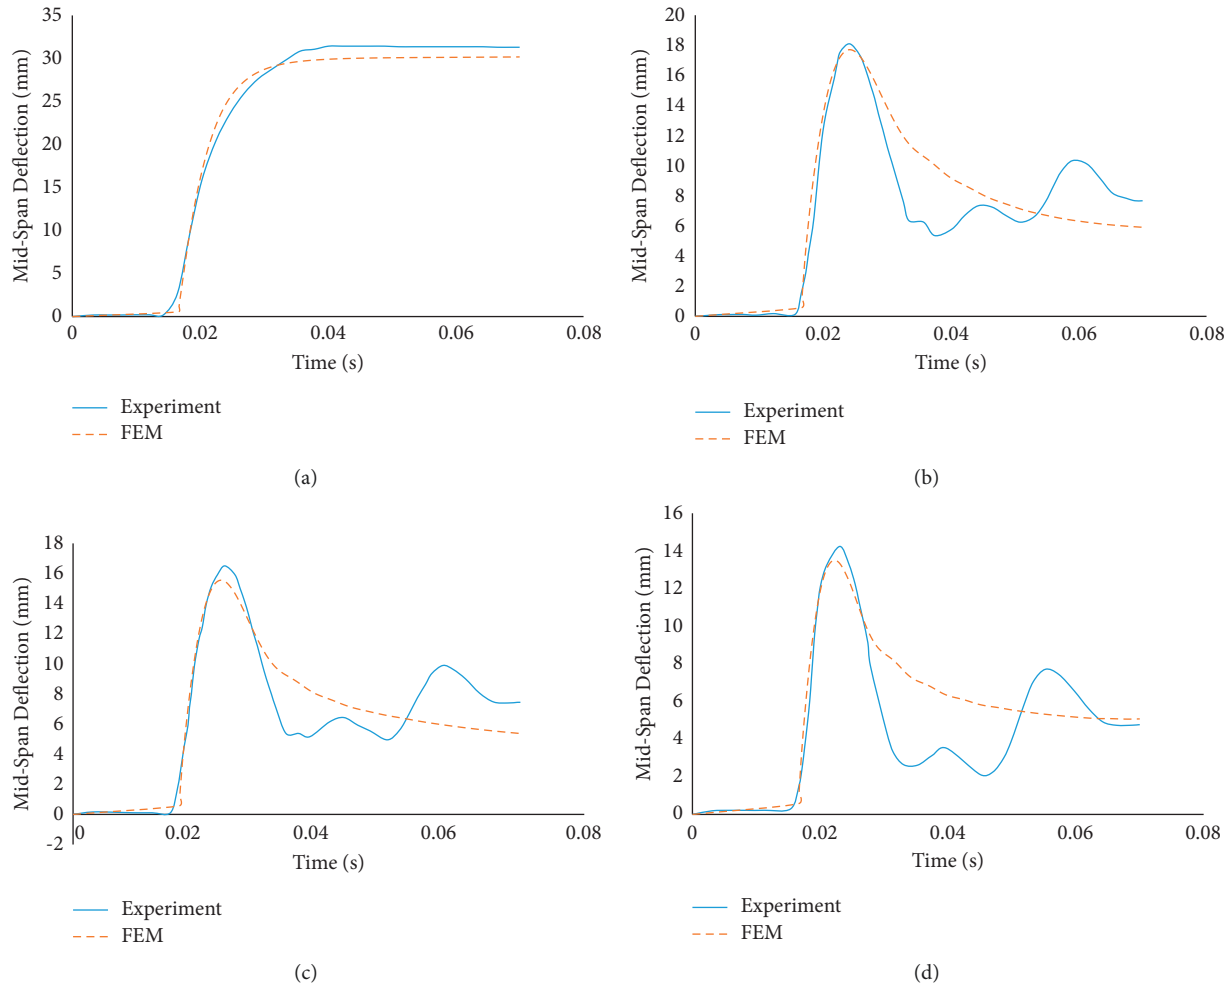 35
30
25
20
15
10
5
0
Mid-Span Deflection (mm)
0 0.02 0.04 0.06 0.08
Time (s)
Experiment
FEM
(a)
20
18
16
14
12
10
8
6
4
2
0
Mid-Span Deflection (mm)
0 0.02 0.04 0.06 0.08
Time (s)
Experiment
FEM
(b)
18
16
14
12
10
8
6
4
2
0
-2
Mid-Span Deflection (mm)
0 0.02 0.04 0.06 0.08
Time (s)
Experiment
FEM
(c)
16
14
12
10
8
6
4
2
0
Mid-Span Deflection (mm)
0 0.02 0.04 0.06 0.08
Time (s)
Experiment
FEM
(d)